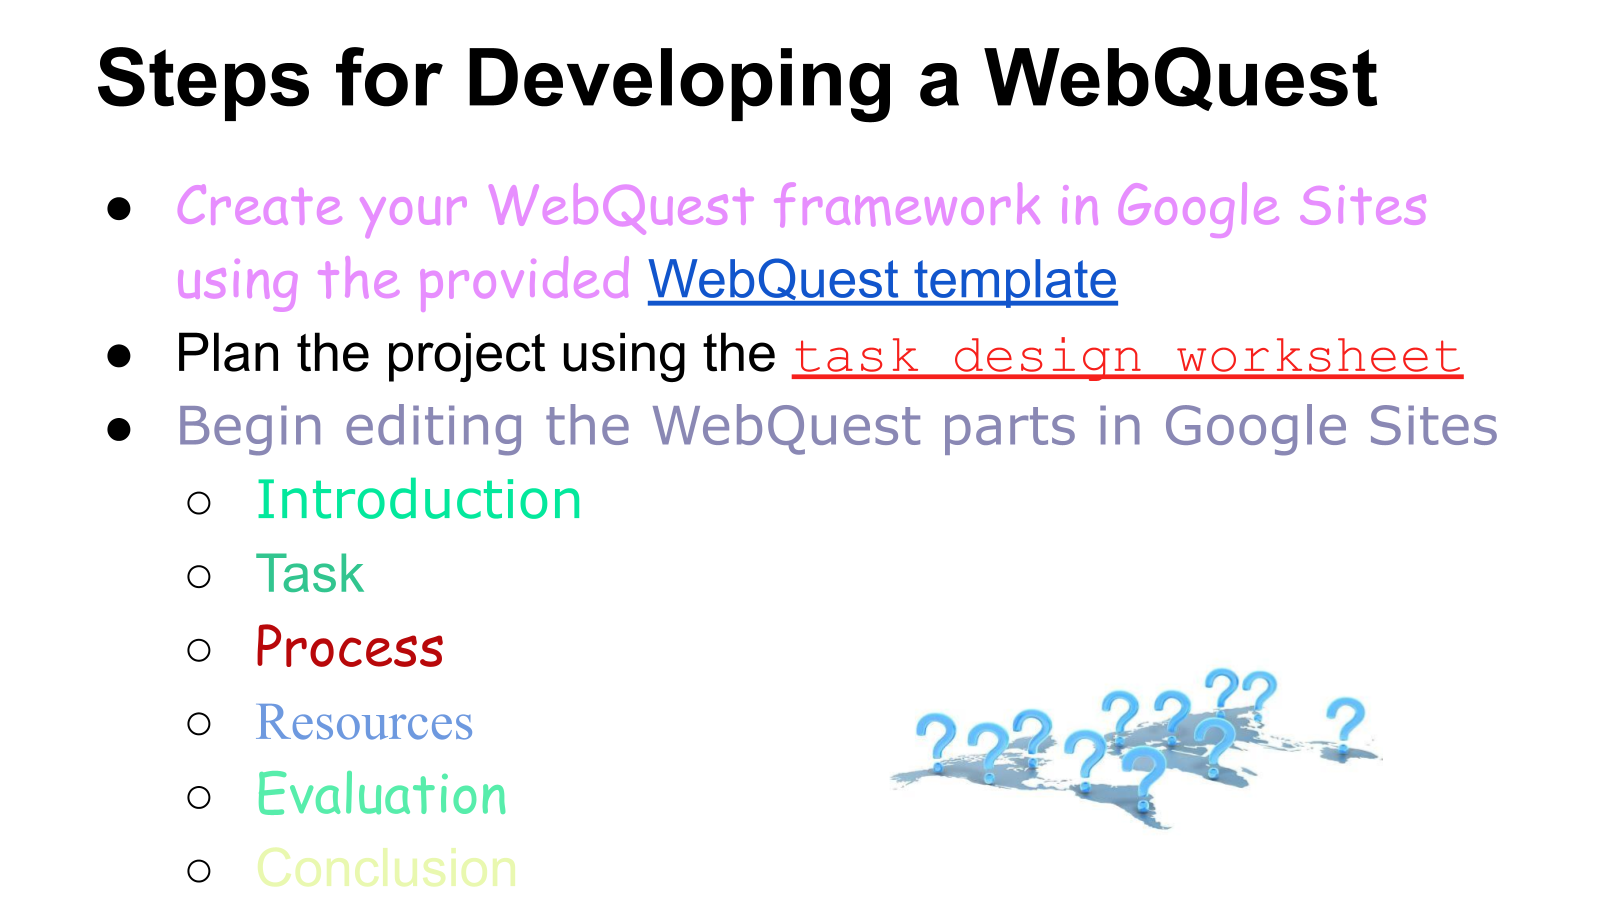 Steps for Developing a WebQuest
● Create your WebQuest framework in Google Sites
using the provided WebQuest template
● Plan the project using the task design worksheet
● Begin editing the WebQuest parts in Google Sites
○ Introduction
○ Task
○ Process
○ Resources
○ Evaluation
○ Conclusion
? ? ? ? ? ? ? ? ? ? ?